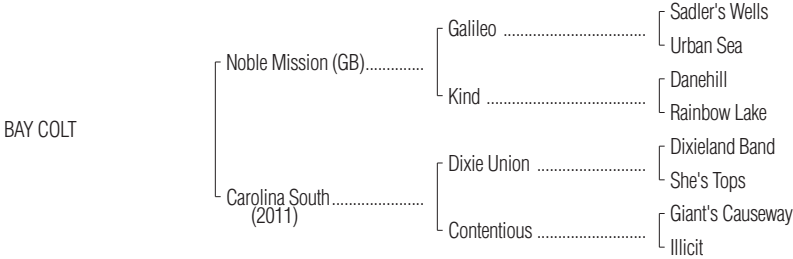 Sadler's Wells
Galileo ..................................
Urban Sea
Noble Mission (GB)..............
Danehill
Kind ......................................
Rainbow Lake
BAY COLT
Dixieland Band
Dixie Union ..........................
She's Tops
Carolina South......................
(2011)
Giant's Causeway
Contentious ..........................
Illicit